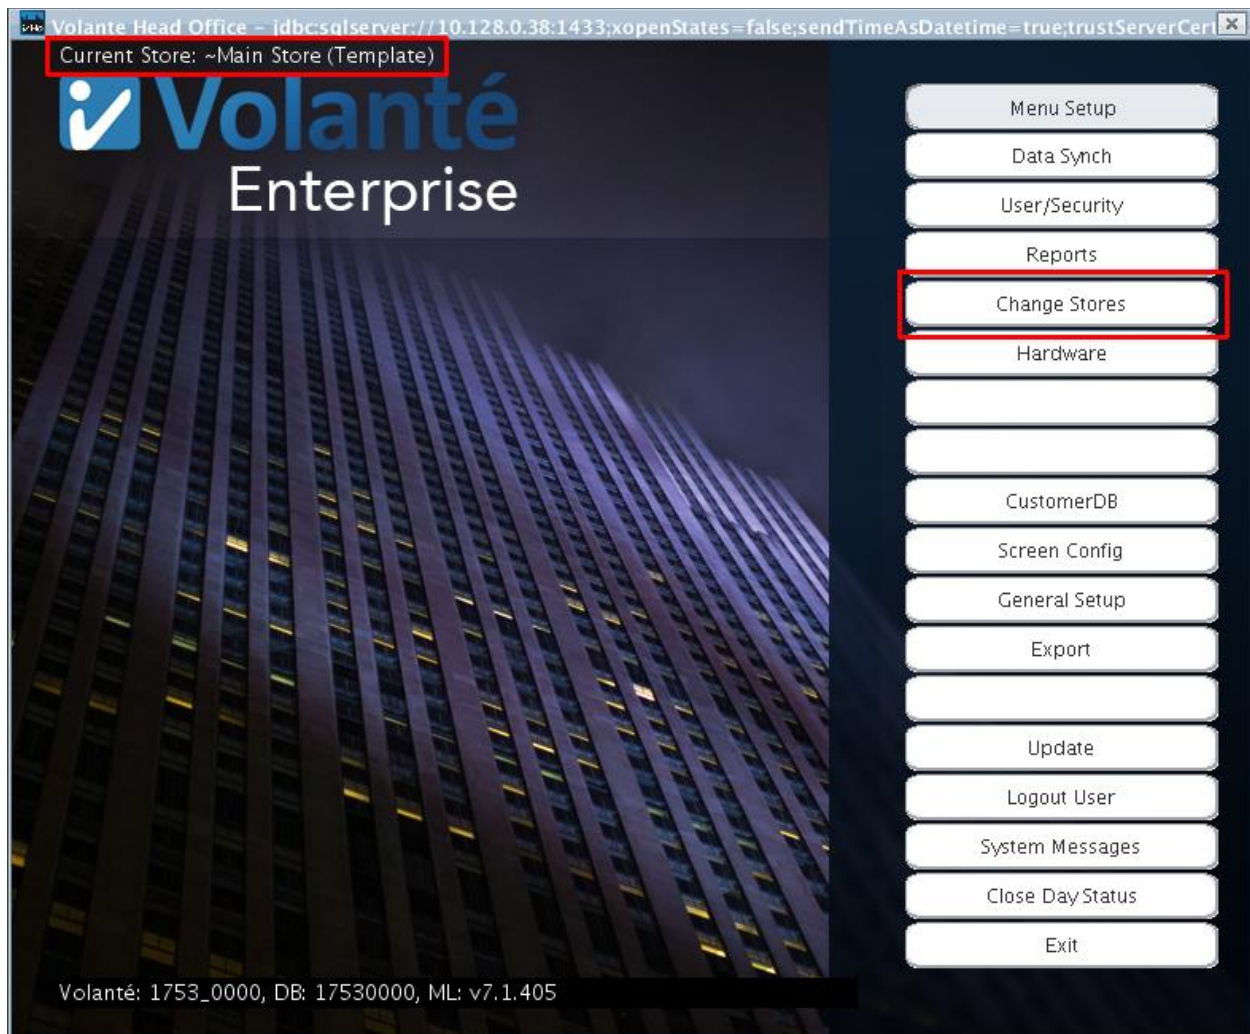 Volante Head Office – jdbc:sqlserver://10.128.0.38:1433;xopenStates=false;sendTimeAsDatetime=true;trustServerCert
Current Store: ~Main Store (Template)
Volanté
Enterprise
Menu Setup
Data Synch
User/Security
Reports
Change Stores
Hardware
CustomerDB
Screen Config
General Setup
Export
Update
Logout User
System Messages
Close Day Status
Exit
Volanté: 1753_0000, DB: 17530000, ML: v7.1.405